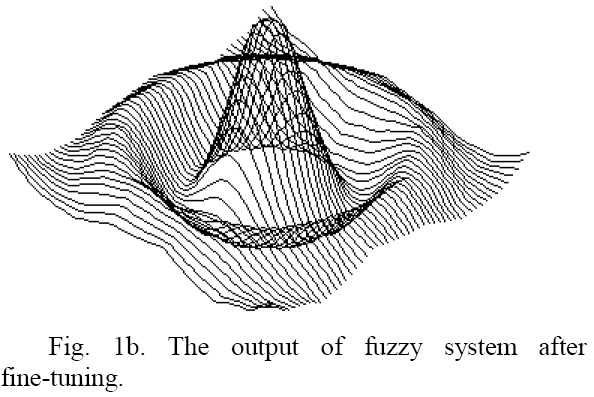 Fig. 1b. The output of fuzzy system after
fine-tuning.